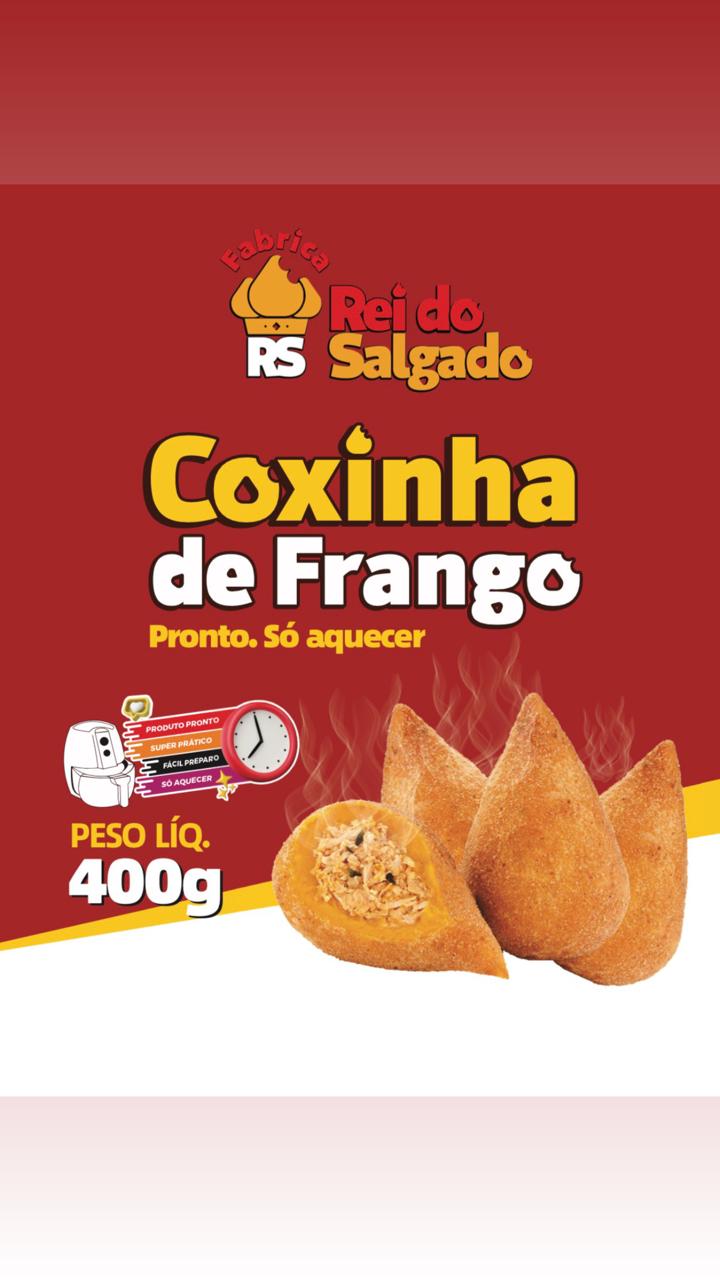 Fabrica
RS
Rei do
Salgado
Coxinha
de Frango
Pronto. Só aquecer
PRODUTO PRONTO
SUPER PRÁTICO
FÁCIL PREPARO
SÓ AQUECER
PESO LÍQ.
400g